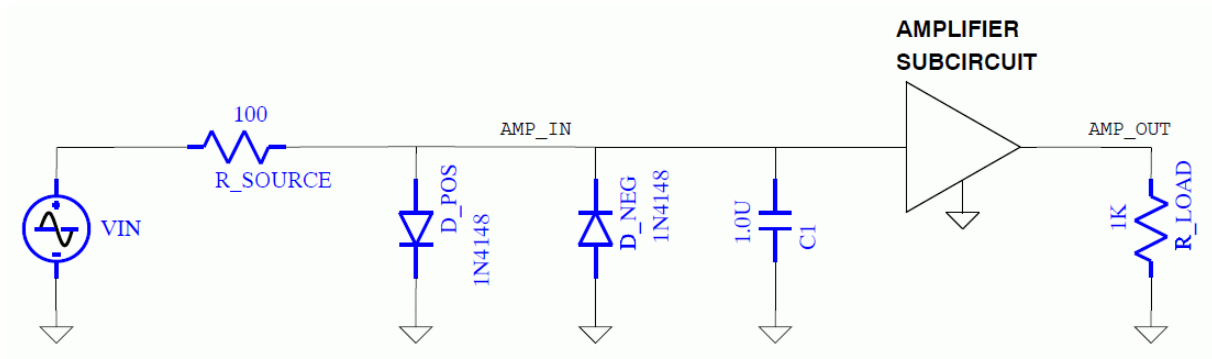 AMPLIFIER
SUBCIRCUIT
100
AMP_IN
AMP_OUT
R_SOURCE
VIN
D_POS
1N4148
D_NEG
1N4148
1.0U
C1
1K
R_LOAD